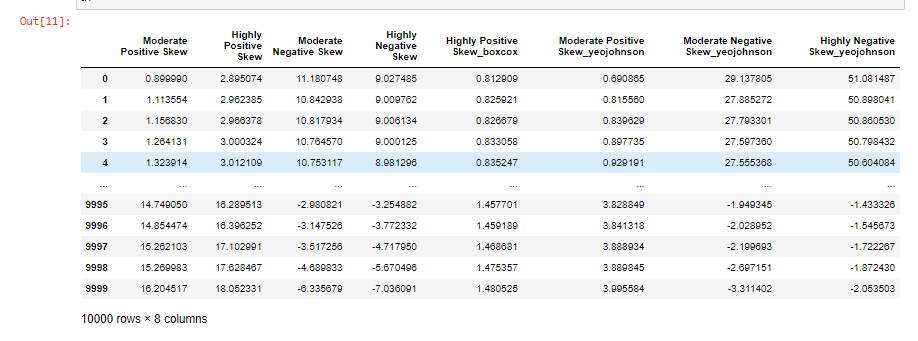 Out[11]:
Moderate Positive Skew Highly Positive Skew Moderate Negative Skew Highly Negative Skew Highly Positive Skew_boxcox Moderate Positive Skew_yeojohnson Moderate Negative Skew_yeojohnson Highly Negative Skew_yeojohnson
0 0.899990 2.895074 11.180748 9.027485 0.812909 0.690865 29.137805 51.081487
1 1.113554 2.962385 10.842938 9.009762 0.825921 0.815560 27.885272 50.898041
2 1.156830 2.966378 10.817934 9.006134 0.826679 0.839629 27.793301 50.860530
3 1.264131 3.000324 10.764570 9.000125 0.833058 0.897735 27.597360 50.798432
4 1.323914 3.012109 10.753117 8.981296 0.835247 0.929191 27.555368 50.604084
... ... ... ... ... ... ... ... ...
9995 14.749050 16.289513 -2.980821 -3.254882 1.457701 3.828849 -1.949345 -1.433326
9996 14.854474 16.396252 -3.147526 -3.772332 1.459189 3.841318 -2.028952 -1.545673
9997 15.262103 17.102991 -3.517256 -4.717950 1.468681 3.888934 -2.199693 -1.722267
9998 15.269983 17.628467 -4.689833 -5.670496 1.475357 3.889845 -2.697151 -1.872430
9999 16.204517 18.052331 -6.335679 -7.036091 1.480525 3.995584 -3.311402 -2.053503
10000 rows × 8 columns